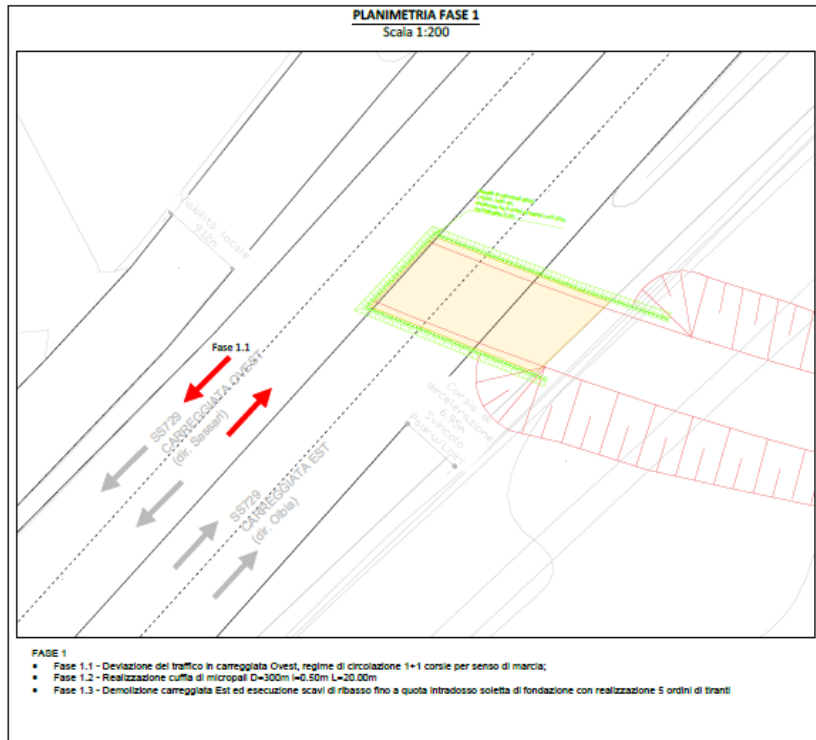 PLANIMETRIA FASE 1
Scala 1:200
Viabilità locale
9.12m
Fase 1.1
SS729
CARREGGIATA OVEST
(dir. Sassari)
SS729
CARREGGIATA EST
(dir. Olbia)
Corsia di
decelerazione
6.95m
Svincolo
FASE 1
• Fase 1.1 - Deviazione del traffico in carreggiata Ovest, regime di circolazione 1+1 corsie per senso di marcia;
• Fase 1.2 - Realizzazione cuffia di micropali D=300m i=0.50m L=20.00m
• Fase 1.3 - Demolizione carreggiata Est ed esecuzione scavi di ribasso fino a quota intradosso soletta di fondazione con realizzazione 5 ordini di tiranti